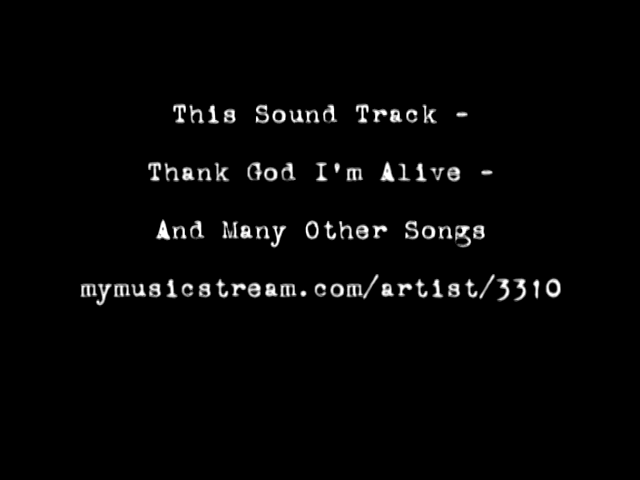 This Sound Track -
Thank God I'm Alive -
And Many Other Songs
mymusicstream.com/artist/3310